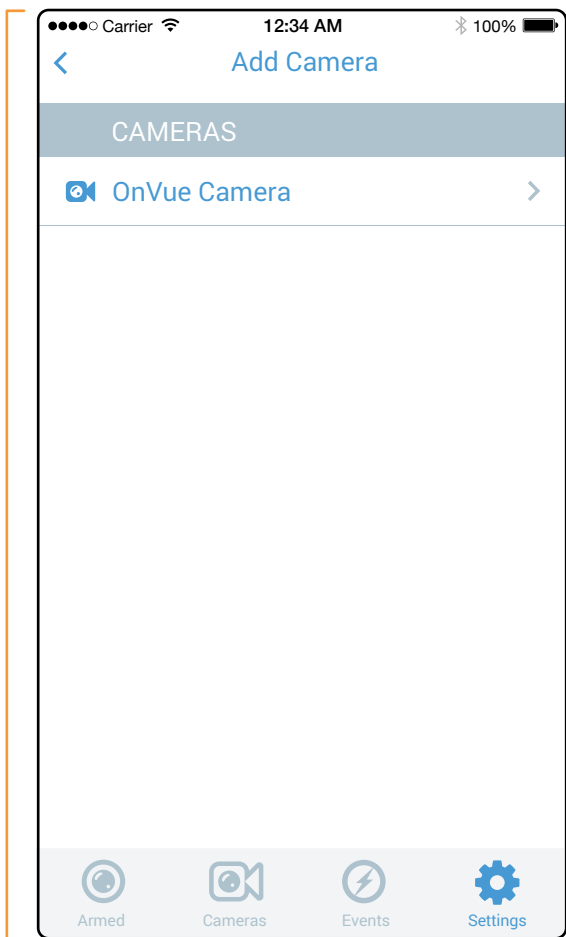 Carrier 12:34 AM 100%
Add Camera
CAMERAS
OnVue Camera
Armed Cameras Events Settings